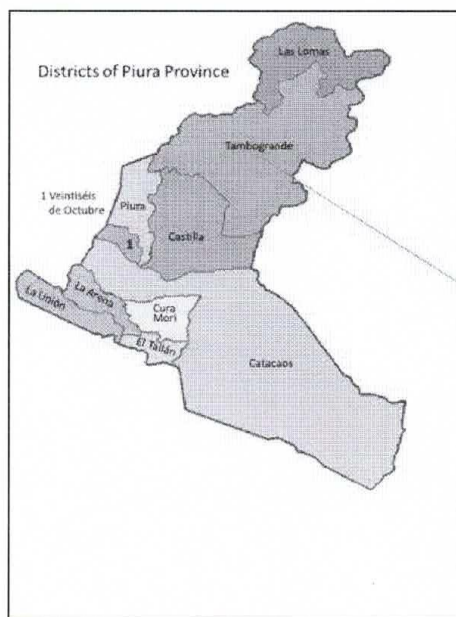 Las Lomas
Districts of Piura Province
Tambogrande
1 Veintiséis
de Octubre
Piura
1
Castilla
La Unión
La Arena
Cura
Mori
El Tallán
Catacaos